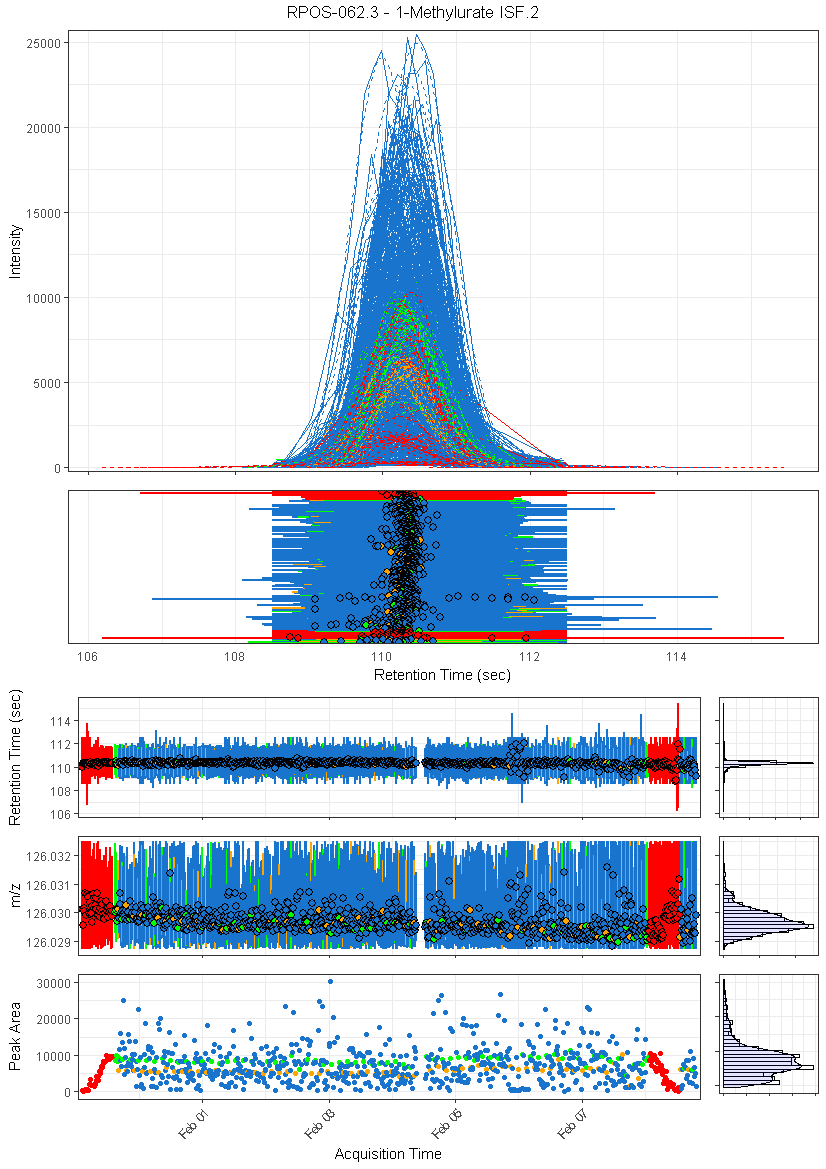 RPOS-062.3 - 1-Methylurate ISF.2
25000
20000
15000
10000
5000
0
Intensity
106 108 110 112 114
Retention Time (sec)
114
112
110
108
106
Retention Time (sec)
126.032
126.031
126.030
126.029
m/z
30000
20000
10000
0
Peak Area
Feb 01 Feb 03 Feb 05 Feb 07
Acquisition Time